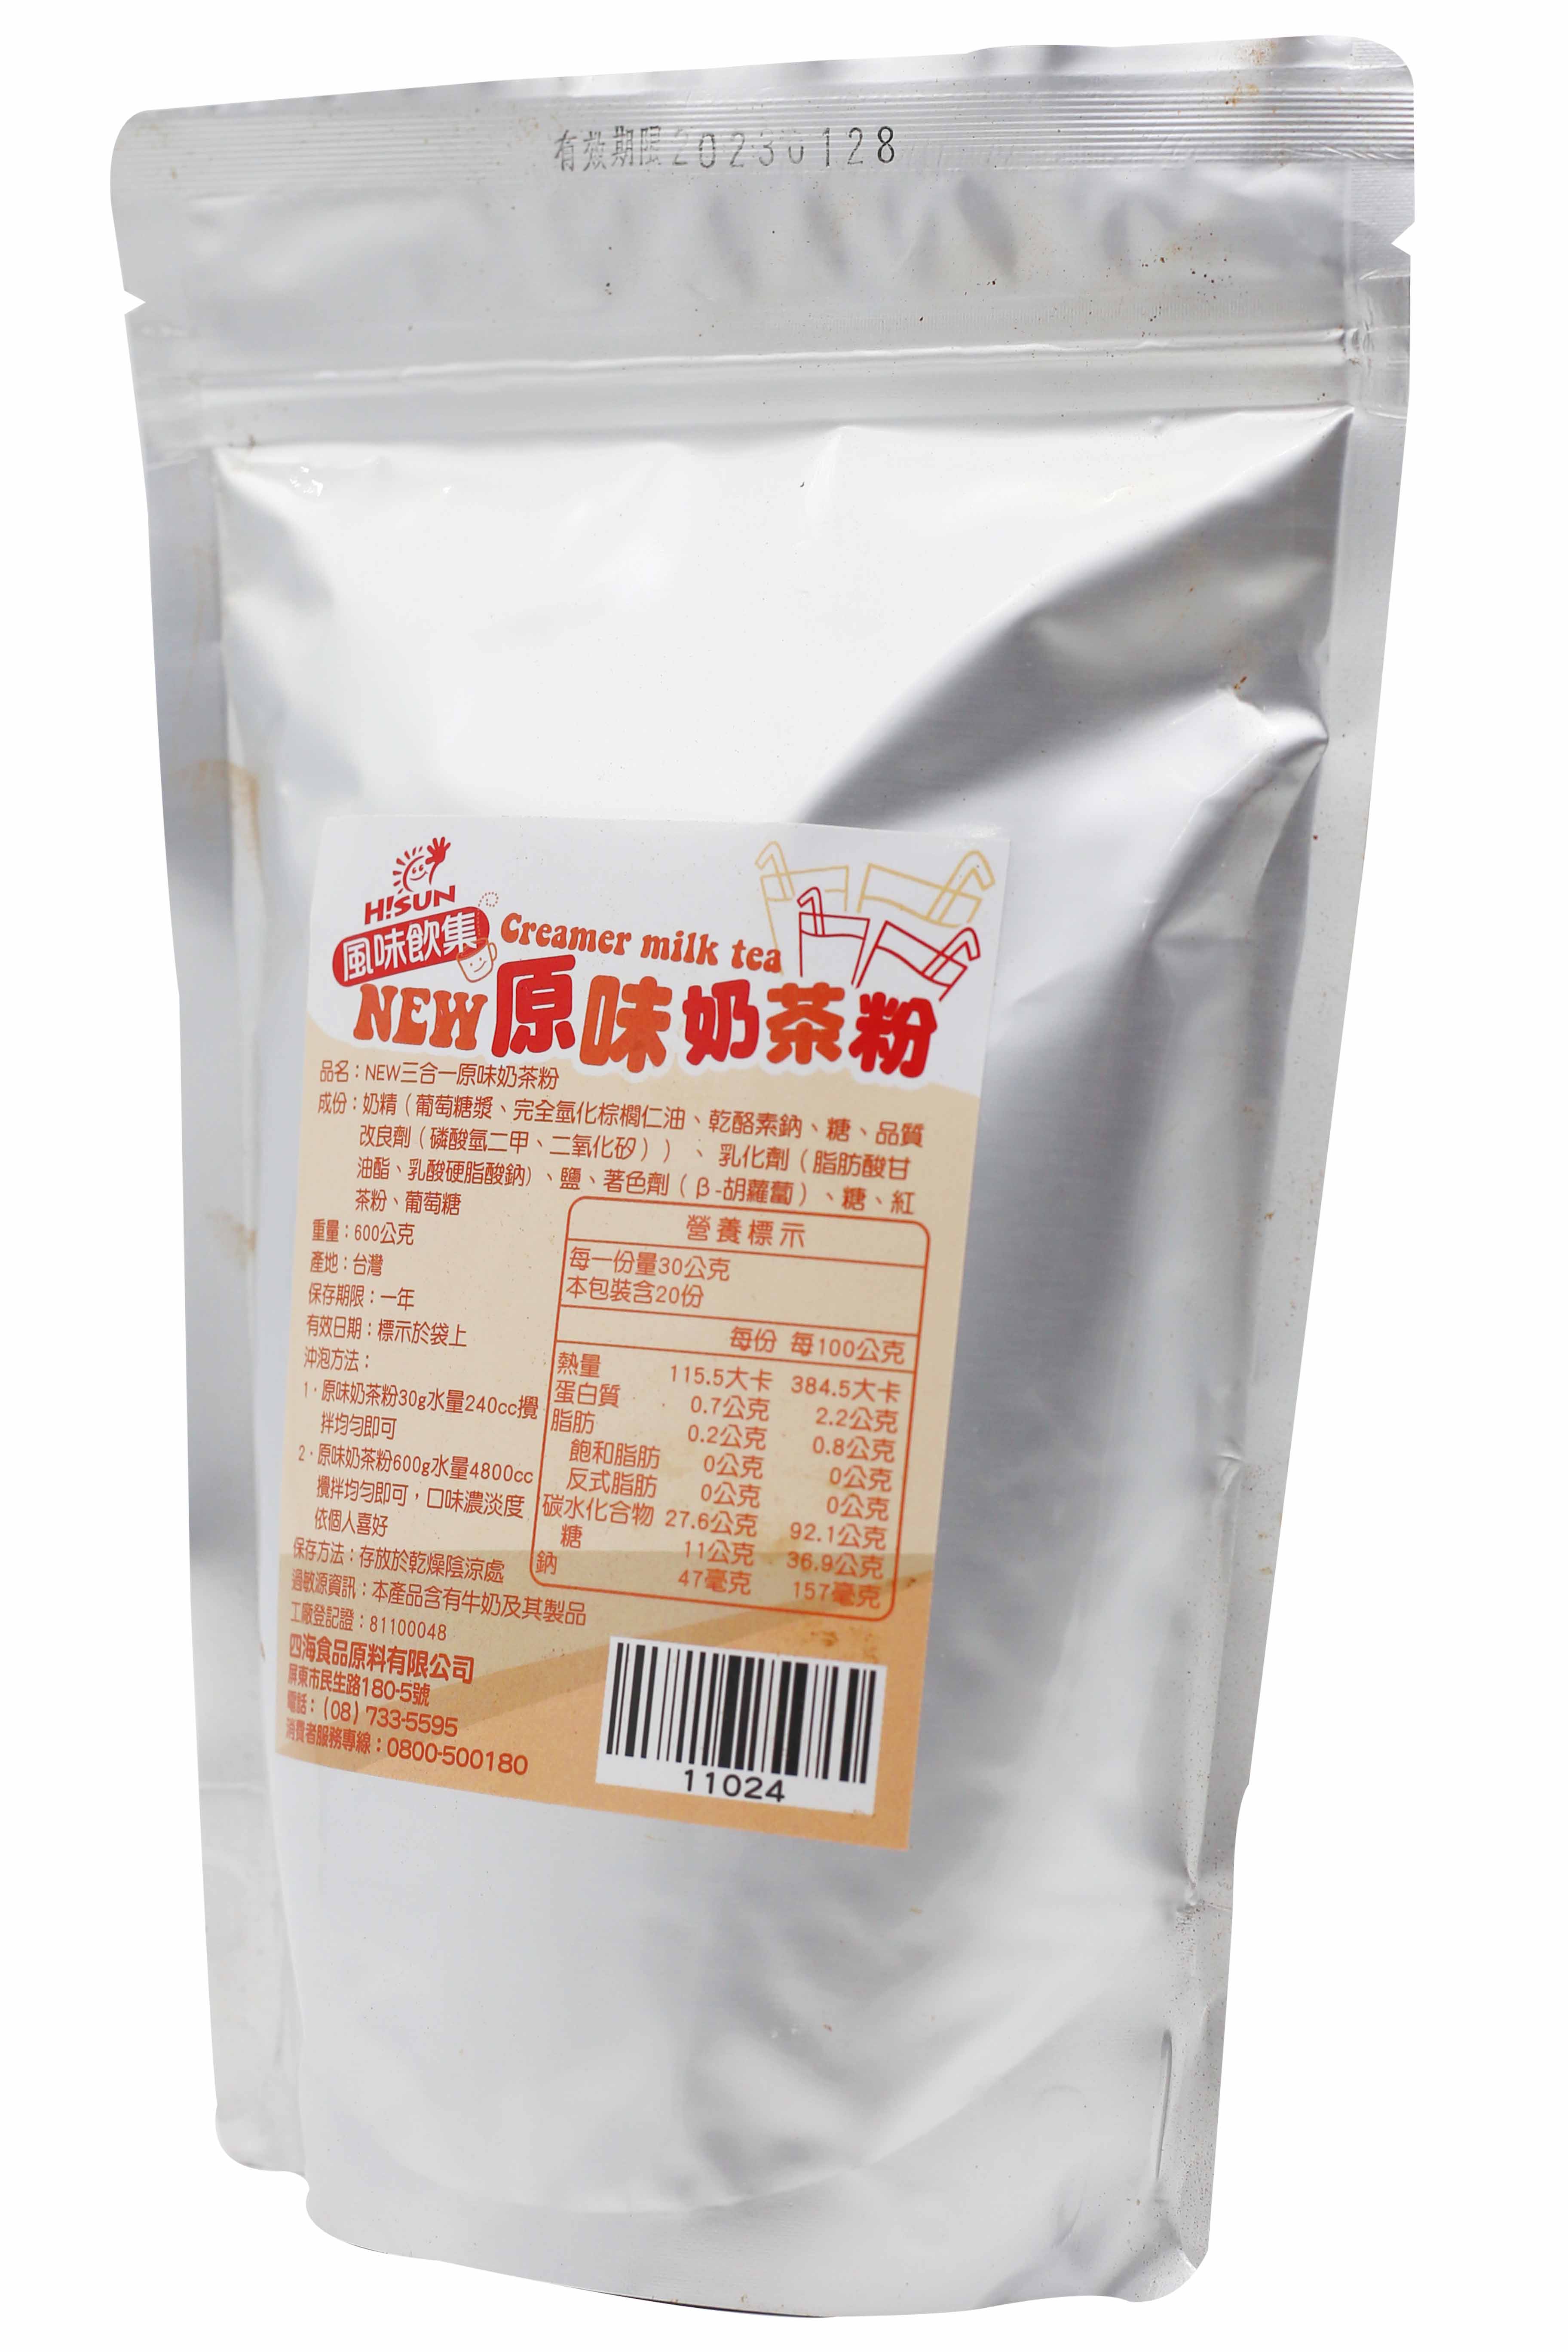 有效期限20230128
H!SUN
風味飲集
Creamer milk tea
NEW原味奶茶粉
品名：NEW三合一原味奶茶粉
成份：奶精（葡萄糖漿、完全氫化棕櫚仁油、乾酪素鈉、糖、品質
改良劑（磷酸氫二甲、二氧化矽））、乳化劑（脂肪酸甘
油酯、乳酸硬脂酸鈉)、鹽、著色劑（β-胡蘿蔔）、糖、紅
茶粉、葡萄糖
重量：600公克
產地：台灣
保存期限：一年
有效日期：標示於袋上
沖泡方法：
1．原味奶茶粉30g水量240cc攪
拌均勻即可
2．原味奶茶粉600g水量4800cc
攪拌均勻即可，口味濃淡度
依個人喜好
保存方法：存放於乾燥陰涼處
過敏源資訊：本產品含有牛奶及其製品
工廠登記證：81100048
四海食品原料有限公司
屏東市民生路180-5號
電話：(08) 733-5595
消費者服務專線：0800-500180
營養標示
每一份量30公克
本包裝含20份
每份 每100公克
熱量 115.5大卡 384.5大卡
蛋白質 0.7公克 2.2公克
脂肪 0.2公克 0.8公克
飽和脂肪 0公克 0公克
反式脂肪 0公克 0公克
碳水化合物 27.6公克 92.1公克
糖 11公克 36.9公克
鈉 47毫克 157毫克
11024